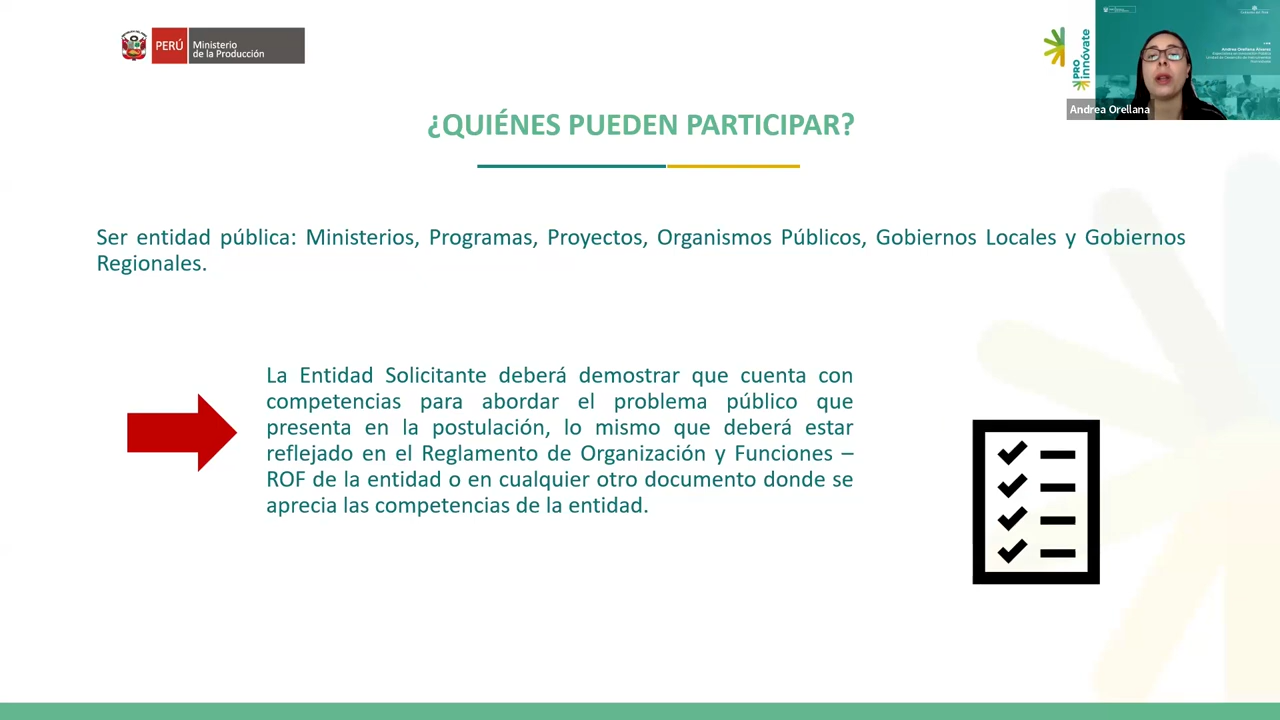 PERÚ
Ministerio
de la Producción
PRO
innóvate
Andrea Orellana Alvarez
Andrea Orellana
¿QUIÉNES PUEDEN PARTICIPAR?
Ser entidad pública: Ministerios, Programas, Proyectos, Organismos Públicos, Gobiernos Locales y Gobiernos
Regionales.
La Entidad Solicitante deberá demostrar que cuenta con
competencias para abordar el problema público que
presenta en la postulación, lo mismo que deberá estar
reflejado en el Reglamento de Organización y Funciones –
ROF de la entidad o en cualquier otro documento donde se
aprecia las competencias de la entidad.